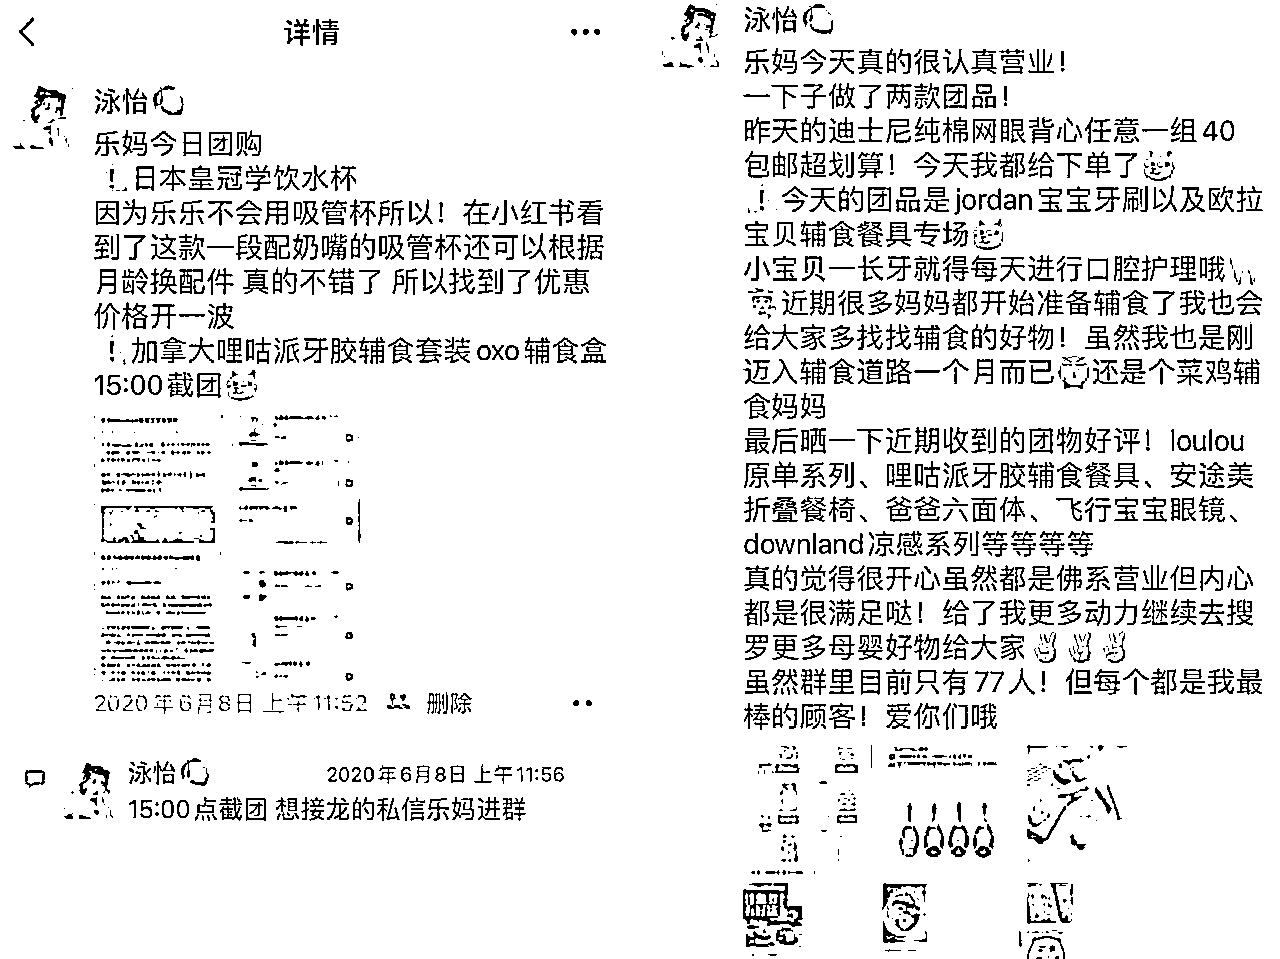 详情
泳怡
乐妈今日团购
！日本皇冠学饮水杯
因为乐乐不会用吸管杯所以！在小红书看
到了这款一段配奶嘴的吸管杯还可以根据
月龄换配件 真的不错了 所以找到了优惠
价格开一波
！加拿大哩咕派牙胶辅食套装oxo辅食盒
15:00截团
2020年6月8日 上午11:52 删除
泳怡 2020年6月8日 上午11:56
15:00点截团 想接龙的私信乐妈进群
泳怡
乐妈今天真的很认真营业！
一下子做了两款团品！
昨天的迪士尼纯棉网眼背心任意一组40
包邮超划算！今天我都给下单了
！今天的团品是jordan宝宝牙刷以及欧拉
宝贝辅食餐具专场
小宝贝一长牙就得每天进行口腔护理哦
近期很多妈妈都开始准备辅食了我也会
给大家多找找辅食的好物！虽然我也是刚
迈入辅食道路一个月而已还是个菜鸡辅
食妈妈
最后晒一下近期收到的团物好评！loulou
原单系列、哩咕派牙胶辅食餐具、安途美
折叠餐椅、爸爸六面体、飞行宝宝眼镜、
downland凉感系列等等等等
真的觉得很开心虽然都是佛系营业但内心
都是很满足哒！给了我更多动力继续去搜
罗更多母婴好物给大家
虽然群里目前只有77人！但每个都是我最
棒的顾客！爱你们哦